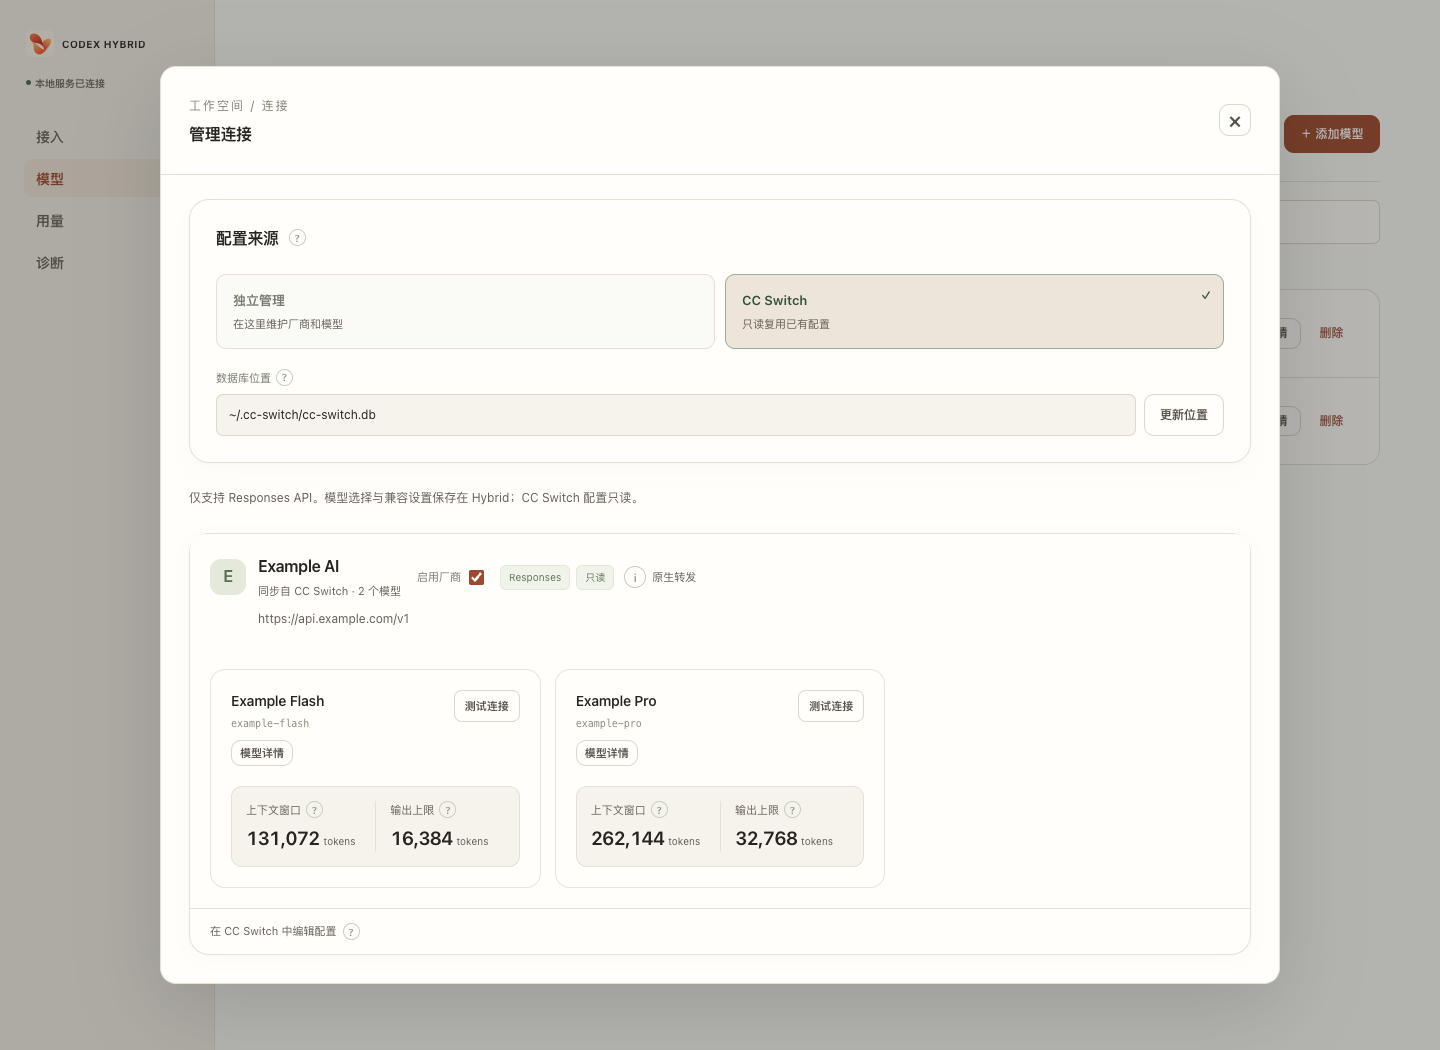 CODEX HYBRID
本地服务已连接
接入
模型
用量
诊断
+ 添加模型
情 删除
情 删除
工作空间 / 连接
管理连接
×
配置来源 ?
独立管理
在这里维护厂商和模型
CC Switch ✓
只读复用已有配置
数据库位置 ?
~/.cc-switch/cc-switch.db
更新位置
仅支持 Responses API。模型选择与兼容设置保存在 Hybrid；CC Switch 配置只读。
E
Example AI
同步自 CC Switch · 2 个模型
启用厂商
Responses
只读
i 原生转发
https://api.example.com/v1
Example Flash
example-flash
测试连接
模型详情
上下文窗口 ?
131,072 tokens
输出上限 ?
16,384 tokens
Example Pro
example-pro
测试连接
模型详情
上下文窗口 ?
262,144 tokens
输出上限 ?
32,768 tokens
在 CC Switch 中编辑配置 ?